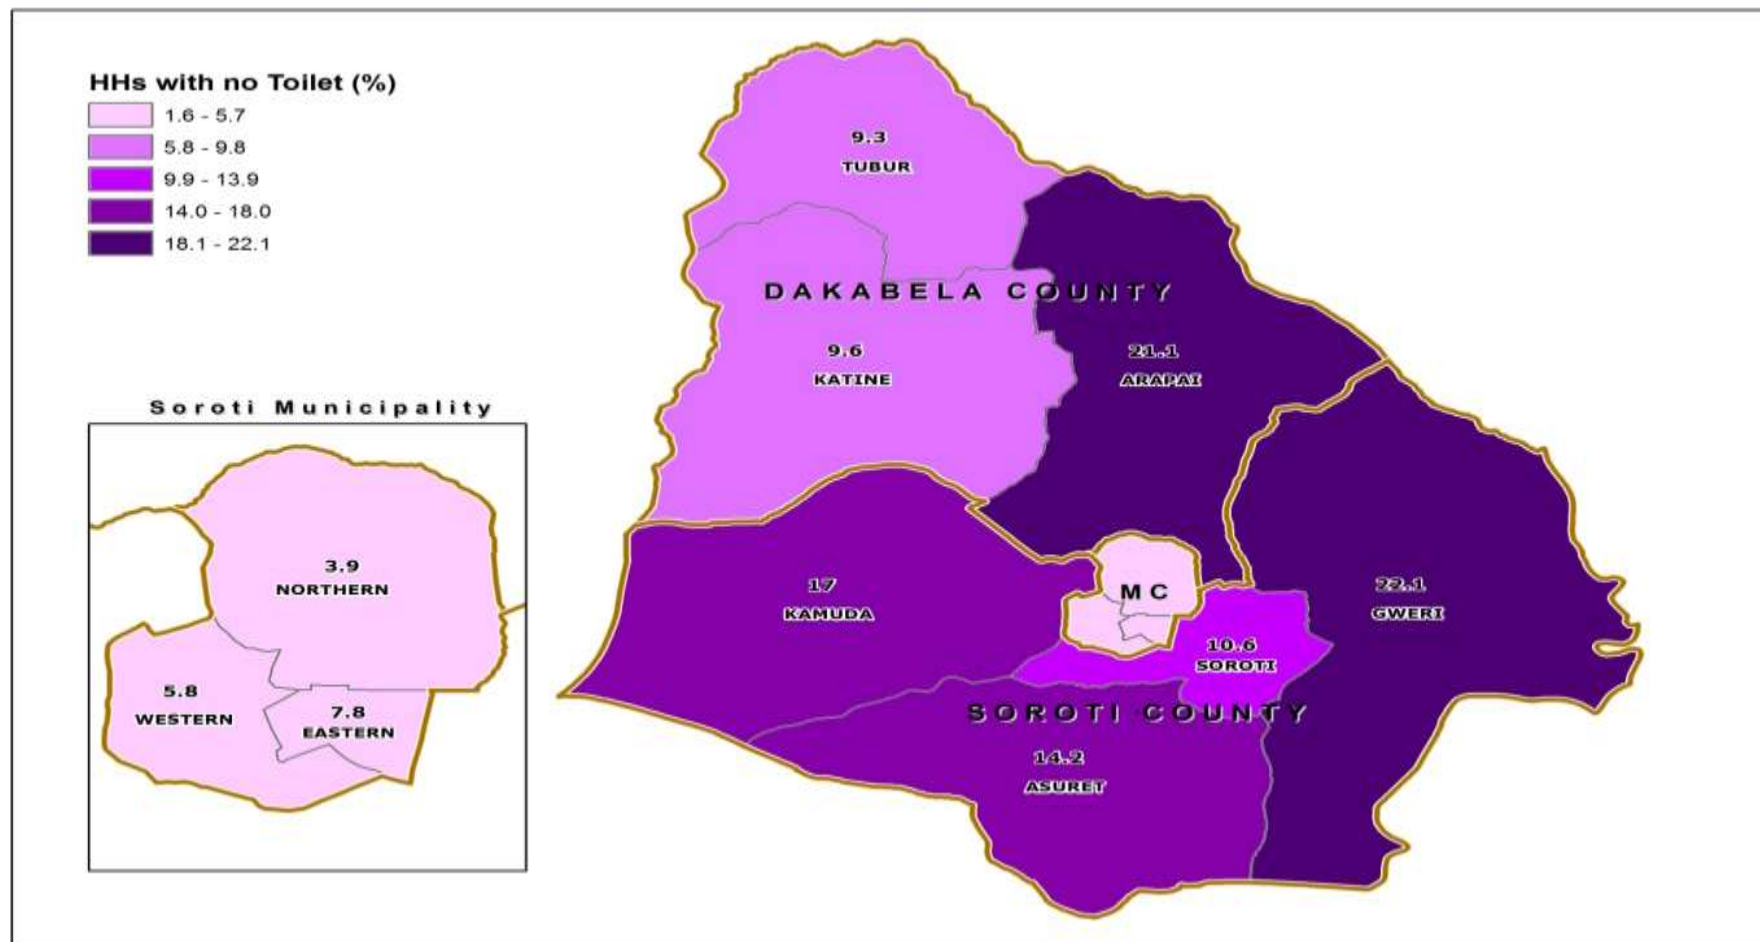 HHs with no Toilet (%)
1.6 - 5.7
5.8 - 9.8
9.9 - 13.9
14.0 - 18.0
18.1 - 22.1
9.3
TUBUR
DAKABELA COUNTY
9.6
KATINE
21.1
ARAPAI
Soroti Municipality
3.9
NORTHERN
5.8
WESTERN
7.8
EASTERN
17
KAMUDA
MC
22.1
GWERI
10.6
SOROTI
SOROTI COUNTY
14.2
ASURET